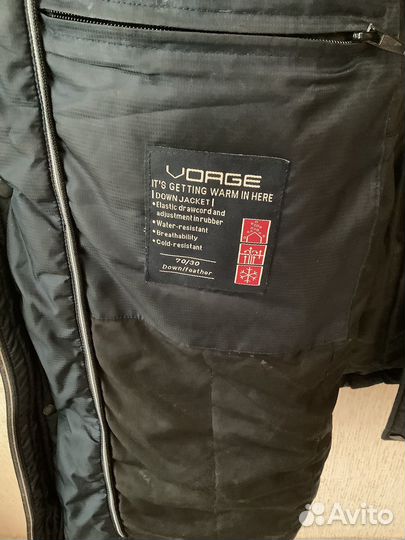 VORGE
IT'S GETTING WARM IN HERE
|DOWN JACKET|
•Elastic drawcord and
adjustment in rubber
•Water-resistant
•Breathability
•Cold-resistant
70/30
Down/feather
Avito